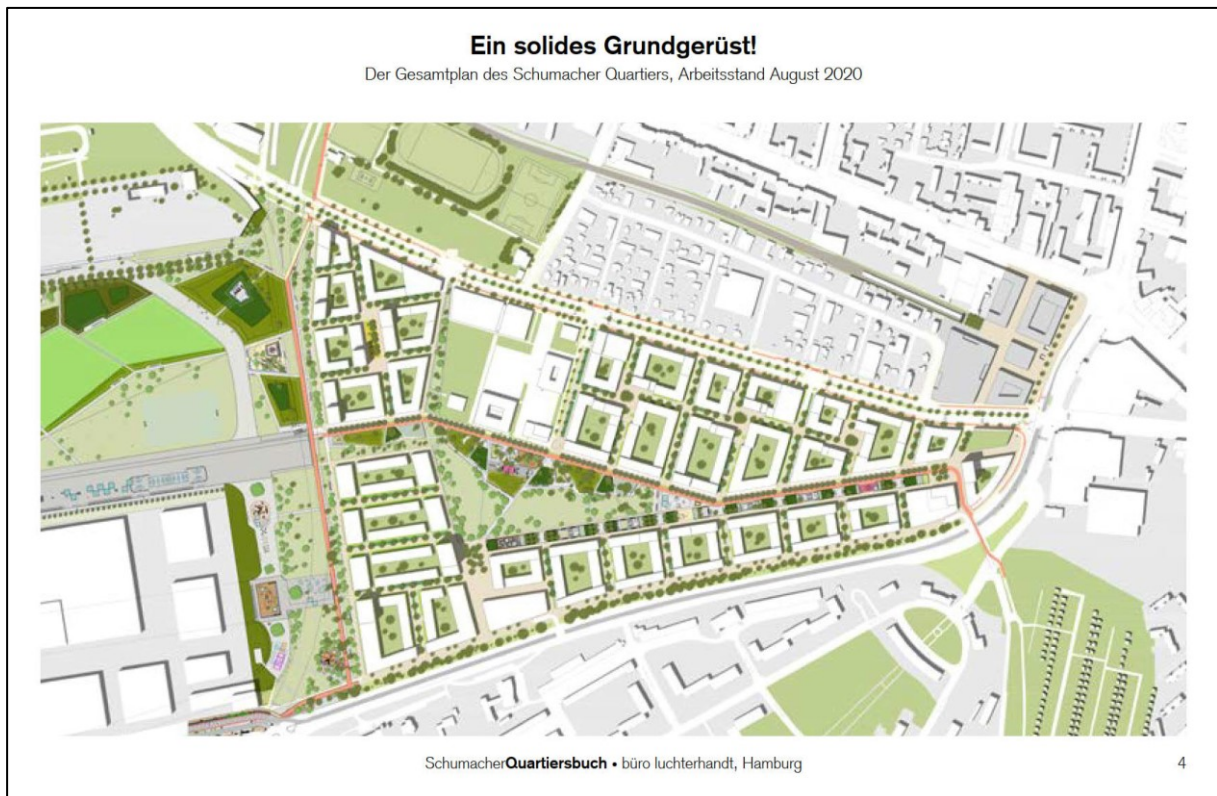 Ein solides Grundgerüst!
Der Gesamtplan des Schumacher Quartiers, Arbeitsstand August 2020
SchumacherQuartiersbuch • büro luchterhandt, Hamburg
4